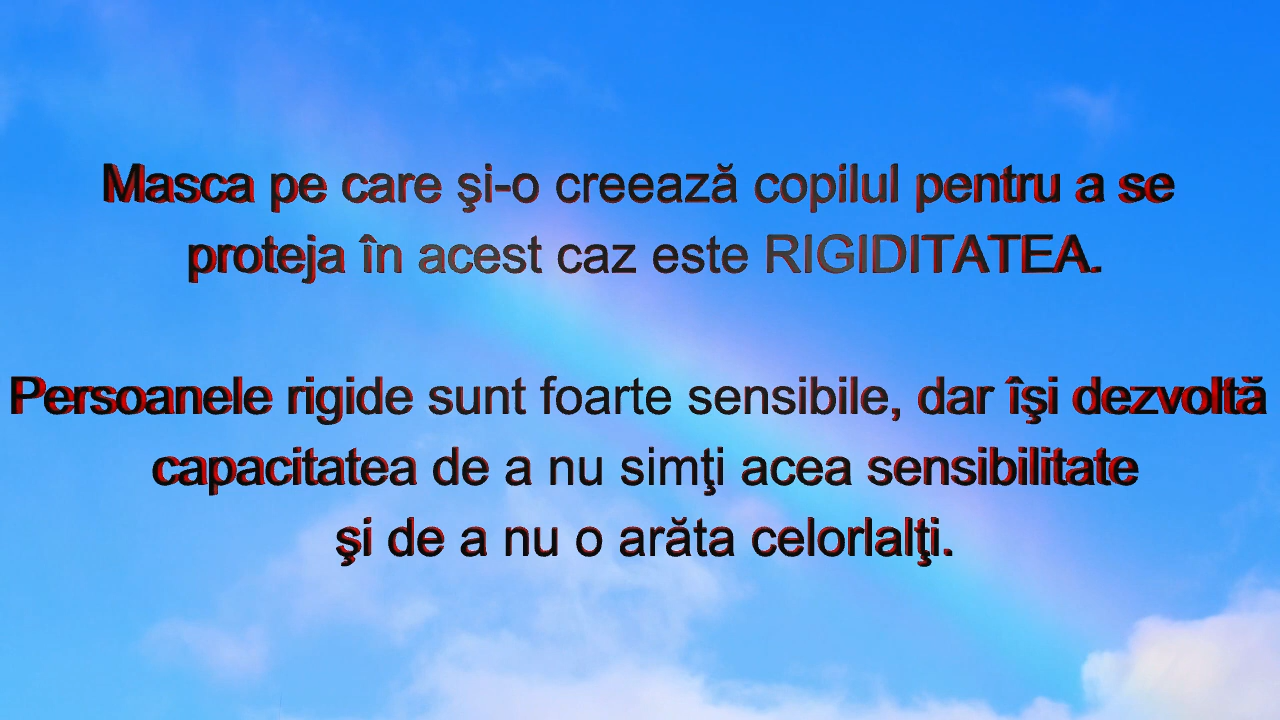 Masca pe care şi-o creează copilul pentru a se
proteja în acest caz este RIGIDITATEA.
Persoanele rigide sunt foarte sensibile, dar îşi dezvoltă
capacitatea de a nu simţi acea sensibilitate
şi de a nu o arăta celorlalţi.